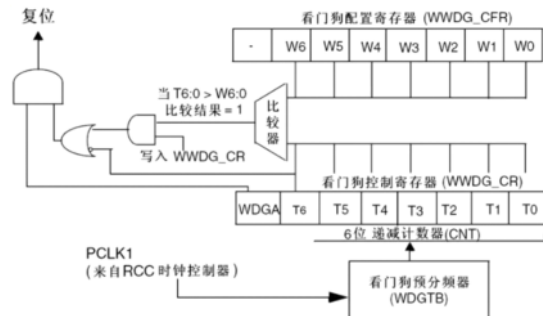 复位
看门狗配置寄存器 (WWDG_CFR)
- W6 W5 W4 W3 W2 W1 W0
当 T6:0 > W6:0
比较结果 = 1
比较器
写入 WWDG_CR
看门狗控制寄存器 (WWDG_CR)
WDGA T6 T5 T4 T3 T2 T1 T0
6位 递减计数器(CNT)
PCLK1
(来自RCC 时钟控制器)
看门狗预分频器
(WDGTB)